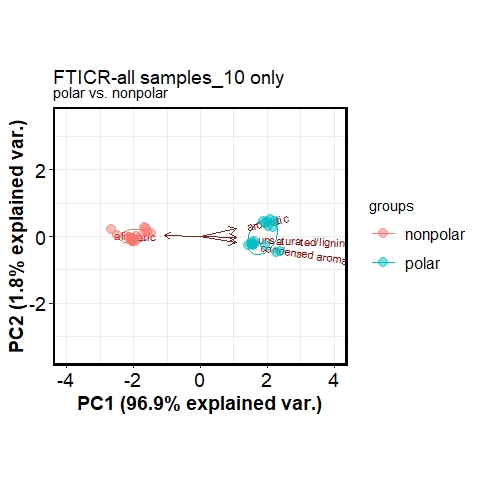 FTICR-all samples_10 only
polar vs. nonpolar
PC2 (1.8% explained var.)
2
0
-2
aromatic
aliphatic
unsaturated/lignin
condensed aroma
-4
-2
0
2
4
PC1 (96.9% explained var.)
groups
nonpolar
polar